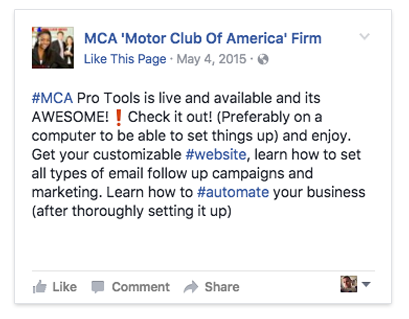 MCA 'Motor Club Of America' Firm
Like This Page · May 4, 2015 ·
#MCA Pro Tools is live and available and its
AWESOME!❗Check it out! (Preferably on a
computer to be able to set things up) and enjoy.
Get your customizable #website, learn how to set
all types of email follow up campaigns and
marketing. Learn how to #automate your business
(after thoroughly setting it up)
Like Comment Share